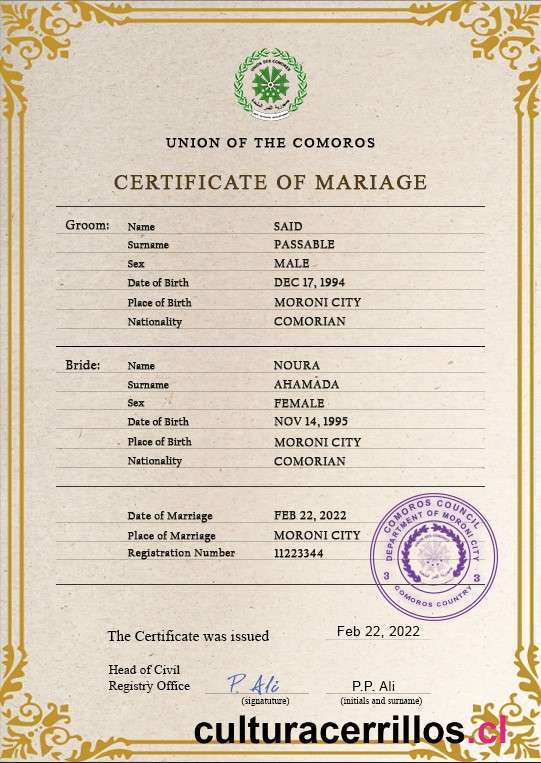 UNION DES COMORES
UNION OF THE COMOROS
CERTIFICATE OF MARIAGE
Groom: Name SAID
Surname PASSABLE
Sex MALE
Date of Birth DEC 17, 1994
Place of Birth MORONI CITY
Nationality COMORIAN
Bride: Name NOURA
Surname AHAMADA
Sex FEMALE
Date of Birth NOV 14, 1995
Place of Birth MORONI CITY
Nationality COMORIAN
Date of Marriage FEB 22, 2022
Place of Marriage MORONI CITY
Registration Number 11223344
COMOROS COUNCIL
DEPARTMENT OF MORONI CITY
3 3
COMOROS COUNTRY
The Certificate was issued Feb 22, 2022
Head of Civil
Registry Office P. Ali P.P. Ali
(signatuture) (initials and surname)
culturacerrillos.cl